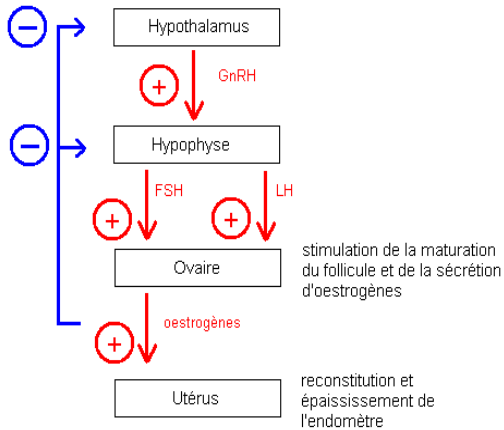 Hypothalamus
GnRH
Hypophyse
FSH
LH
Ovaire
stimulation de la maturation
du follicule et de la sécrétion
d'oestrogènes
oestrogènes
Utérus
reconstitution et
épaississement de
l'endomètre